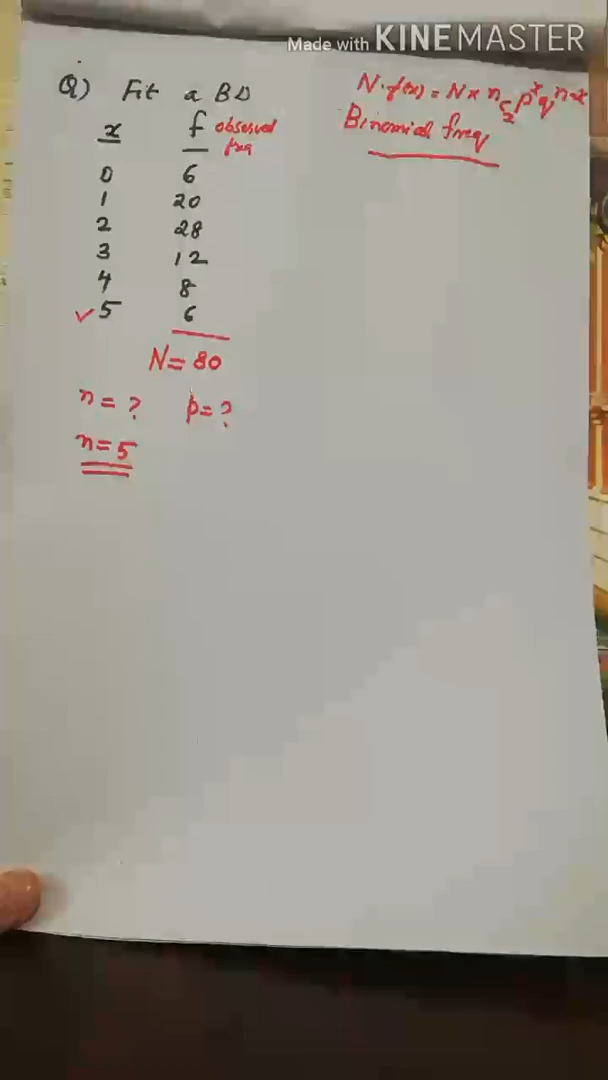 Made with KINEMASTER
Q) Fit a BD
N·f(x) = N × nCx p^x q^n-x
Binomial freq
x f observed freq
0 6
1 20
2 28
3 12
4 8
✓5 6
N = 80
n = ? p = ?
n = 5